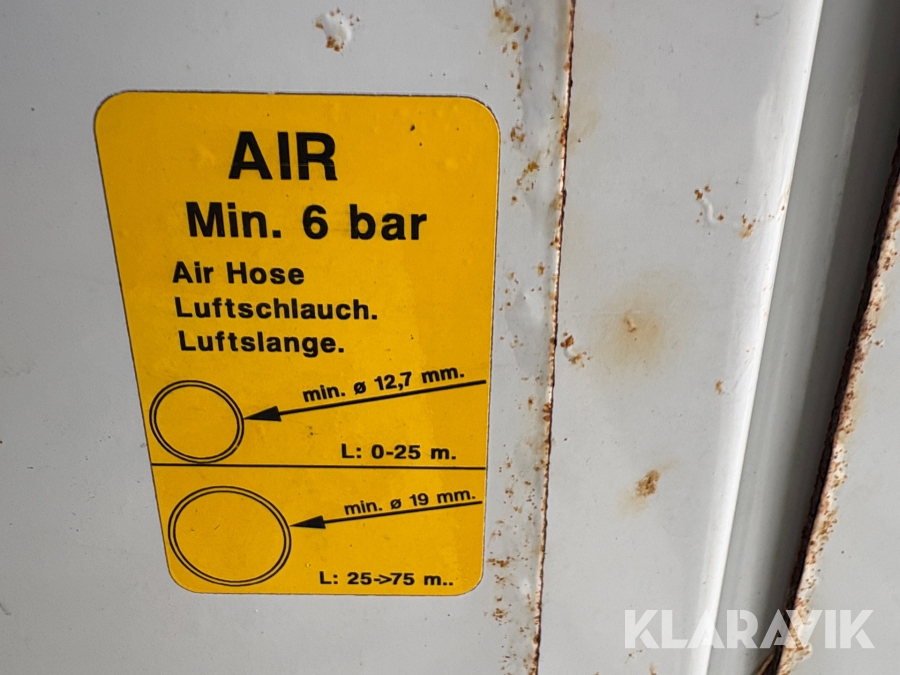 AIR
Min. 6 bar
Air Hose
Luftschlauch.
Luftslange.
min. ø 12,7 mm.
L: 0-25 m.
min. ø 19 mm.
L: 25->75 m..
KLARAVIK